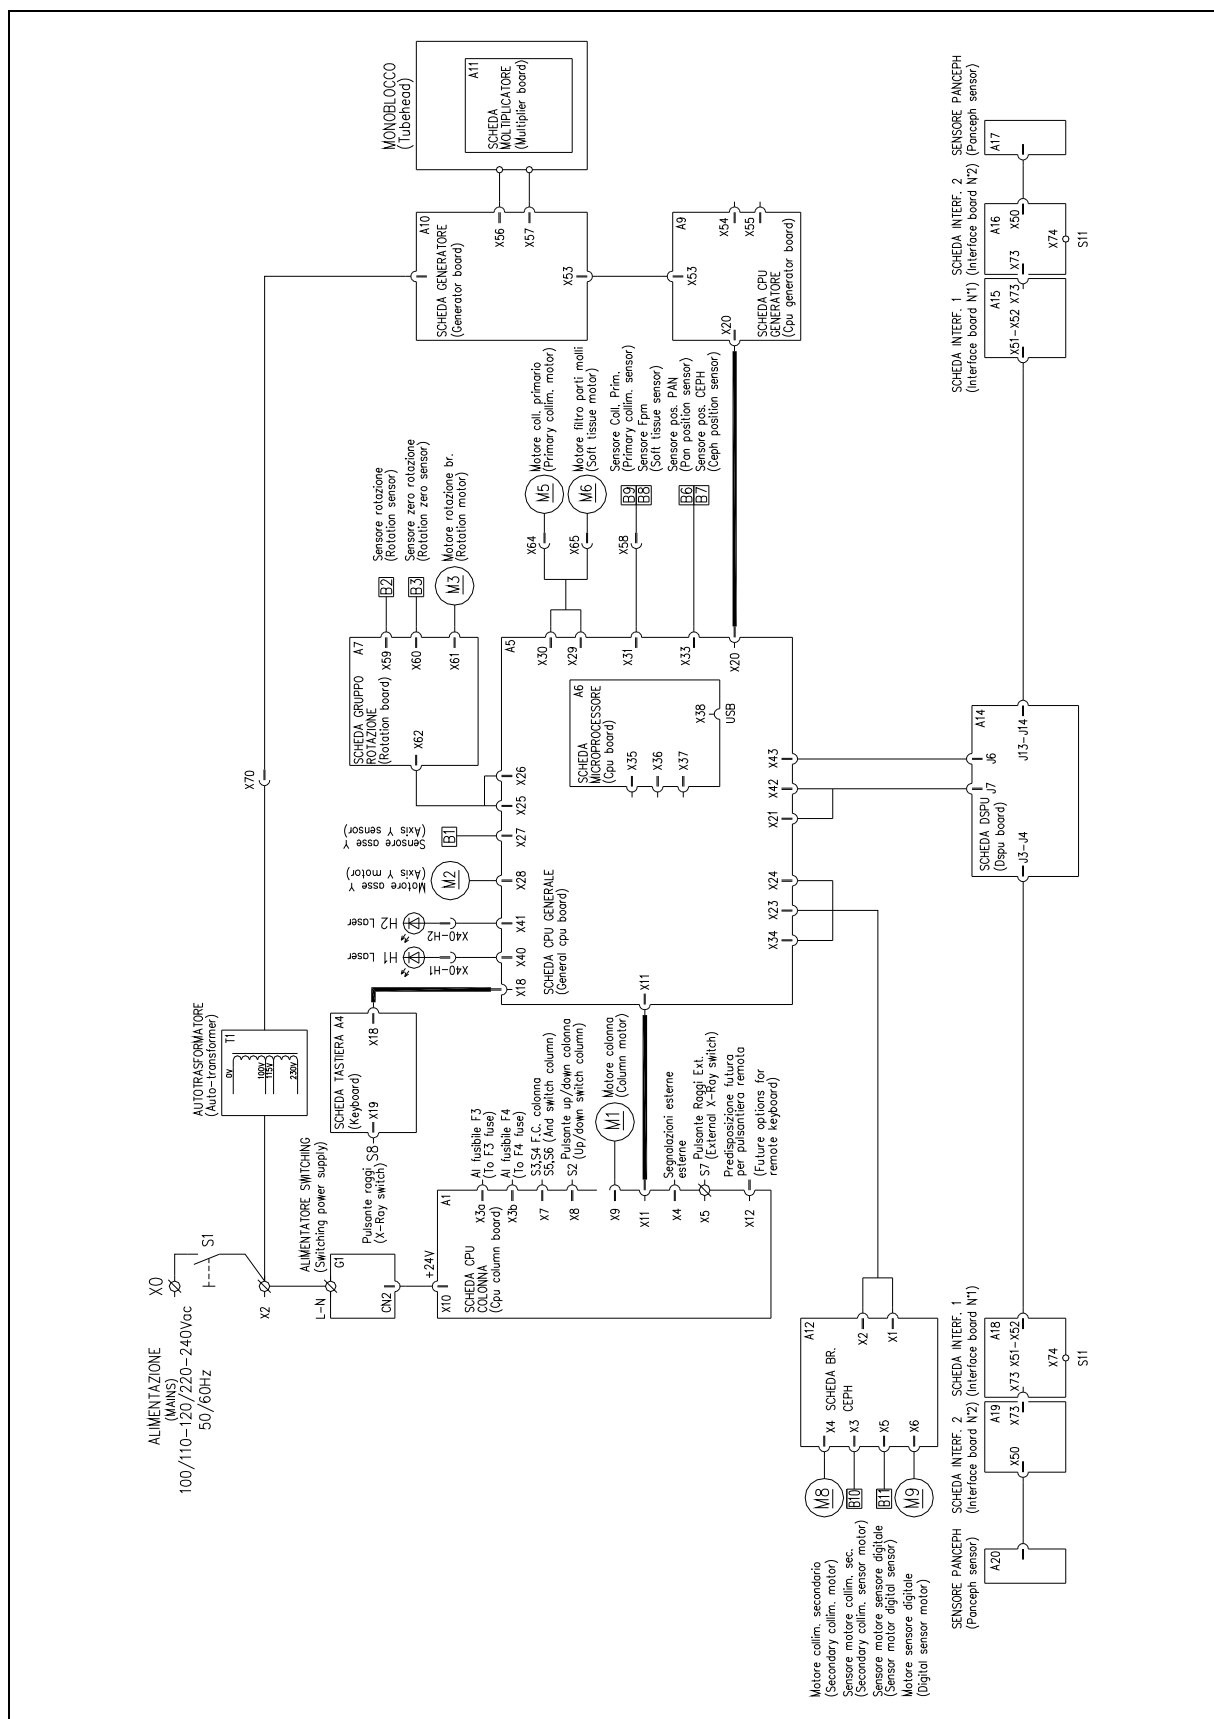 ALIMENTAZIONE
(MAINS)
100/110-120/220-240Vac
50/60Hz
X0
S1
X2
AUTOTRASFORMATORE
(Auto-transformer)
T1
0V
100V
115V
230V
X70
ALIMENTATORE SWITCHING
(Switching power supply)
G1
L-N
CN2
+24V
X10
SCHEDA CPU
COLONNA
(Cpu column board)
A1
X3a
Al fusibile F3
(To F3 fuse)
X3b
Al fusibile F4
(To F4 fuse)
X7
S3,S4 F.C. colonna
S5,S6 (And switch column)
X8
S2
Pulsante up/down colonna
(Up/down switch column)
X9
M1
Motore colonna
(Column motor)
X11
X4
Segnalazioni esterne
esterne
X5
S7
Pulsante Raggi Ext.
(External X-Ray switch)
X12
Predisposizione futura
per pulsantiera remota
(Future options for
remote keyboard)
SCHEDA TASTIERA A4
(Keyboard)
X19
X18
Pulsante raggi S8
(X-Ray switch)
SCHEDA CPU GENERALE
(General cpu board)
A5
X18
X40
X41
X28
X27
X25
X26
X11
X40-H1
H1 Laser
X40-H2
H2 Laser
M2
Motore asse Y
(Axis Y motor)
B1
Sensore asse Y
(Axis Y sensor)
SCHEDA
MICROPROCESSORE
(Cpu board)
A6
X35
X36
X37
X38
USB
X30
X29
X31
X33
X20
X34
X23
X24
X21
X42
X43
SCHEDA GRUPPO
ROTAZIONE
(Rotation board)
A7
X62
X59
X60
X61
B2
Sensore rotazione
(Rotation sensor)
B3
Sensore zero rotazione
(Rotation zero sensor)
M3
Motore rotazione br.
(Rotation motor)
X64
M5
Motore coll. primario
(Primary collim. motor)
X65
M6
Motore filtro parti molli
(Soft tissue motor)
X58
B9
B8
Sensore Coll. Prim.
(Primary collim. sensor)
Sensore Fpm
(Soft tissue sensor)
B6
B7
Sensore pos. PAN
(Pan position sensor)
Sensore pos. CEPH
(Ceph position sensor)
SCHEDA GENERATORE
(Generator board)
A10
X56
X57
X53
MONOBLOCCO
(Tubehead)
SCHEDA
MOLTIPLICATORE
(Multiplier board)
A11
SCHEDA CPU
GENERATORE
(Cpu generator board)
A9
X53
X54
X55
X20
SCHEDA BR.
CEPH
A12
X2
X1
X4
X3
X5
X6
M8
B10
B11
M9
Motore collim. secondario
(Secondary collim. motor)
Sensore motore collim. sec.
(Secondary collim. sensor motor)
Sensore motore sensore digitale
(Sensor motor digital sensor)
Motore sensore digitale
(Digital sensor motor)
SCHEDA DSPU
(Dspu board)
A14
J3-J4
J7
J6
J13-J14
SCHEDA INTERF. 1
(Interface board N°1)
A15
X51-X52 X73
SCHEDA INTERF. 2
(Interface board N°2)
A16
X73
X50
X74
S11
SENSORE PANCEPH
(Panceph sensor)
A17
SCHEDA INTERF. 1
(Interface board N°1)
A18
X73 X51-X52
X74
S11
SCHEDA INTERF. 2
(Interface board N°2)
A19
X50
X73
SENSORE PANCEPH
(Panceph sensor)
A20